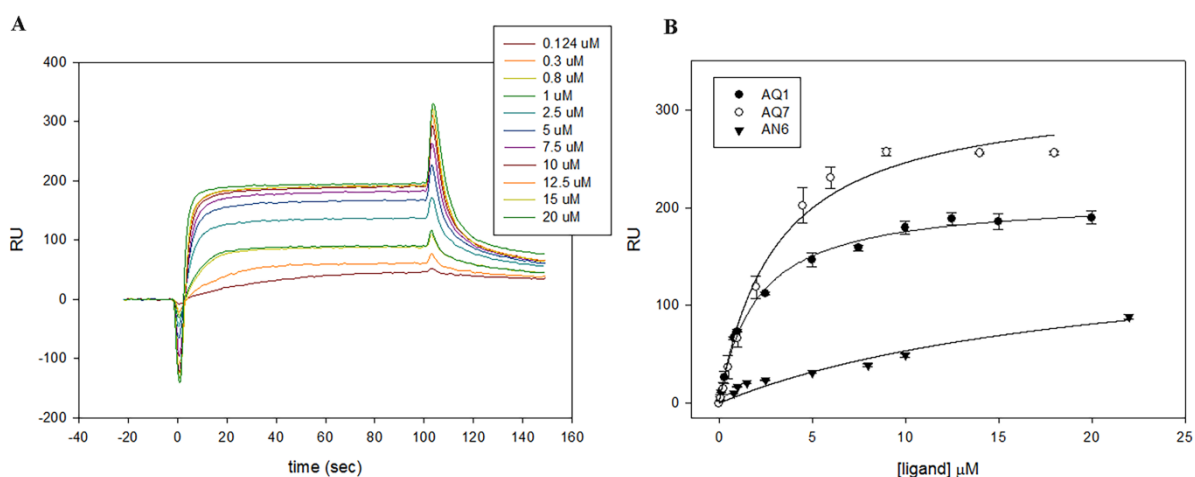 A
0.124 uM
0.3 uM
0.8 uM
1 uM
2.5 uM
5 uM
7.5 uM
10 uM
12.5 uM
15 uM
20 uM
400
300
200
100
0
-100
-200
RU
-40 -20 0 20 40 60 80 100 120 140 160
time (sec)
B
AQ1
AQ7
AN6
300
200
100
0
RU
0 5 10 15 20 25
[ligand] μM